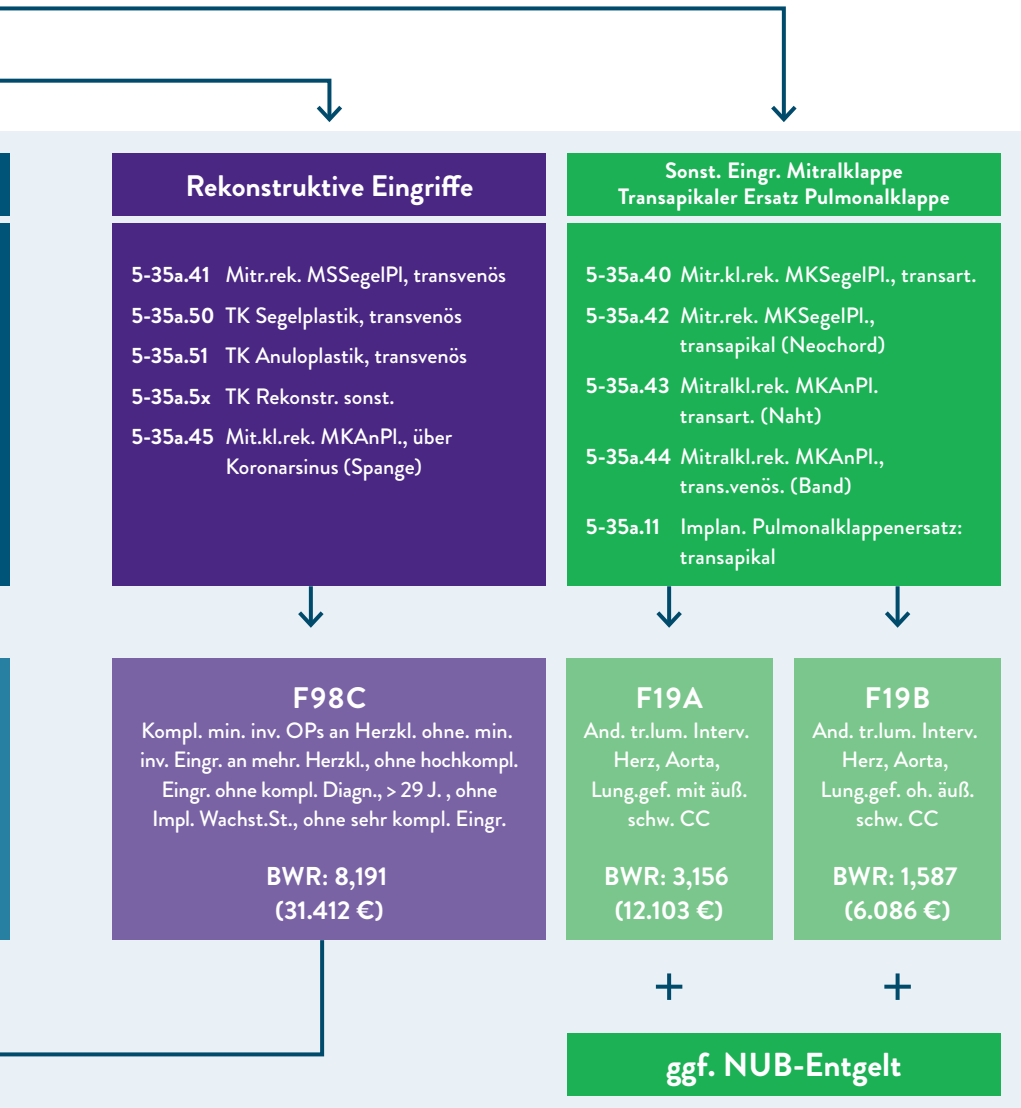 Rekonstruktive Eingriffe
5-35a.41 Mitr.rek. MSSegelPl, transvenös
5-35a.50 TK Segelplastik, transvenös
5-35a.51 TK Anuloplastik, transvenös
5-35a.5x TK Rekonstr. sonst.
5-35a.45 Mit.kl.rek. MKAnPl., über
Koronarsinus (Spange)
F98C
Kompl. min. inv. OPs an Herzkl. ohne. min.
inv. Eingr. an mehr. Herzkl., ohne hochkompl.
Eingr. ohne kompl. Diagn., > 29 J. , ohne
Impl. Wachst.St., ohne sehr kompl. Eingr.
BWR: 8,191
(31.412 €)
Sonst. Eingr. Mitralklappe
Transapikaler Ersatz Pulmonalklappe
5-35a.40 Mitr.kl.rek. MKSegelPl., transart.
5-35a.42 Mitr.rek. MKSegelPl.,
transapikal (Neochord)
5-35a.43 Mitralkl.rek. MKAnPl.
transart. (Naht)
5-35a.44 Mitralkl.rek. MKAnPl.,
trans.venös. (Band)
5-35a.11 Implan. Pulmonalklappenersatz:
transapikal
F19A
And. tr.lum. Interv.
Herz, Aorta,
Lung.gef. mit äuß.
schw. CC
BWR: 3,156
(12.103 €)
+
F19B
And. tr.lum. Interv.
Herz, Aorta,
Lung.gef. oh. äuß.
schw. CC
BWR: 1,587
(6.086 €)
+
ggf. NUB-Entgelt